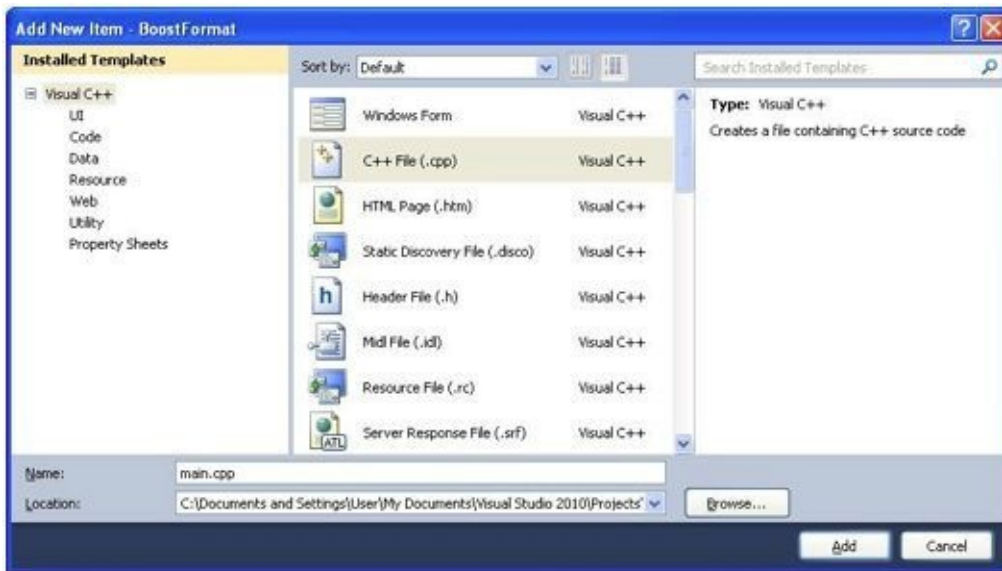 Add New Item - BoostFormat
Installed Templates
Visual C++
UI
Code
Data
Resource
Web
Utility
Property Sheets
Sort by: Default
Search Installed Templates
Windows Form Visual C++
C++ File (.cpp) Visual C++
HTML Page (.htm) Visual C++
Static Discovery File (.disco) Visual C++
Header File (.h) Visual C++
Midl File (.idl) Visual C++
Resource File (.rc) Visual C++
ATL
Server Response File (.srf) Visual C++
Type: Visual C++
Creates a file containing C++ source code
Name: main.cpp
Location: C:\Documents and Settings\User\My Documents\Visual Studio 2010\Projects\
Browse...
Add Cancel